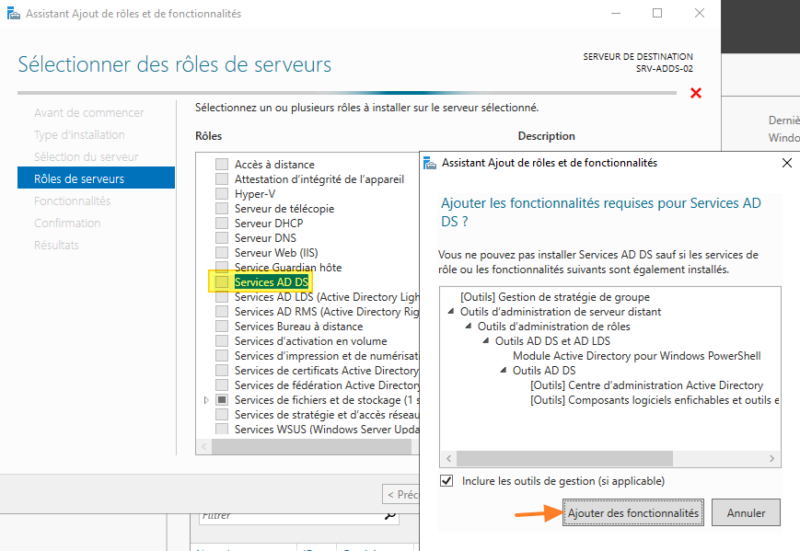 Assistant Ajout de rôles et de fonctionnalités
Sélectionner des rôles de serveurs
SERVEUR DE DESTINATION
SRV-ADDS-02
Avant de commencer
Type d'installation
Sélection du serveur
Rôles de serveurs
Fonctionnalités
Confirmation
Résultats
Sélectionnez un ou plusieurs rôles à installer sur le serveur sélectionné.
Rôles
Description
Accès à distance
Attestation d'intégrité de l'appareil
Hyper-V
Serveur de télécopie
Serveur DHCP
Serveur DNS
Serveur Web (IIS)
Service Guardian hôte
Services AD DS
Services AD LDS (Active Directory Ligh
Services AD RMS (Active Directory Rig
Services Bureau à distance
Services d'activation en volume
Services d'impression et de numérisat
Services de certificats Active Directory
Services de fédération Active Directory
Services de fichiers et de stockage (1 s
Services de stratégie et d'accès réseau
Services WSUS (Windows Server Upda
< Préc
Filtrer
Derniè
Windo
Assistant Ajout de rôles et de fonctionnalités
Ajouter les fonctionnalités requises pour Services AD
DS ?
Vous ne pouvez pas installer Services AD DS sauf si les services de
rôle ou les fonctionnalités suivants sont également installés.
[Outils] Gestion de stratégie de groupe
Outils d'administration de serveur distant
Outils d'administration de rôles
Outils AD DS et AD LDS
Module Active Directory pour Windows PowerShell
Outils AD DS
[Outils] Centre d'administration Active Directory
[Outils] Composants logiciels enfichables et outils e
Inclure les outils de gestion (si applicable)
Ajouter des fonctionnalités
Annuler